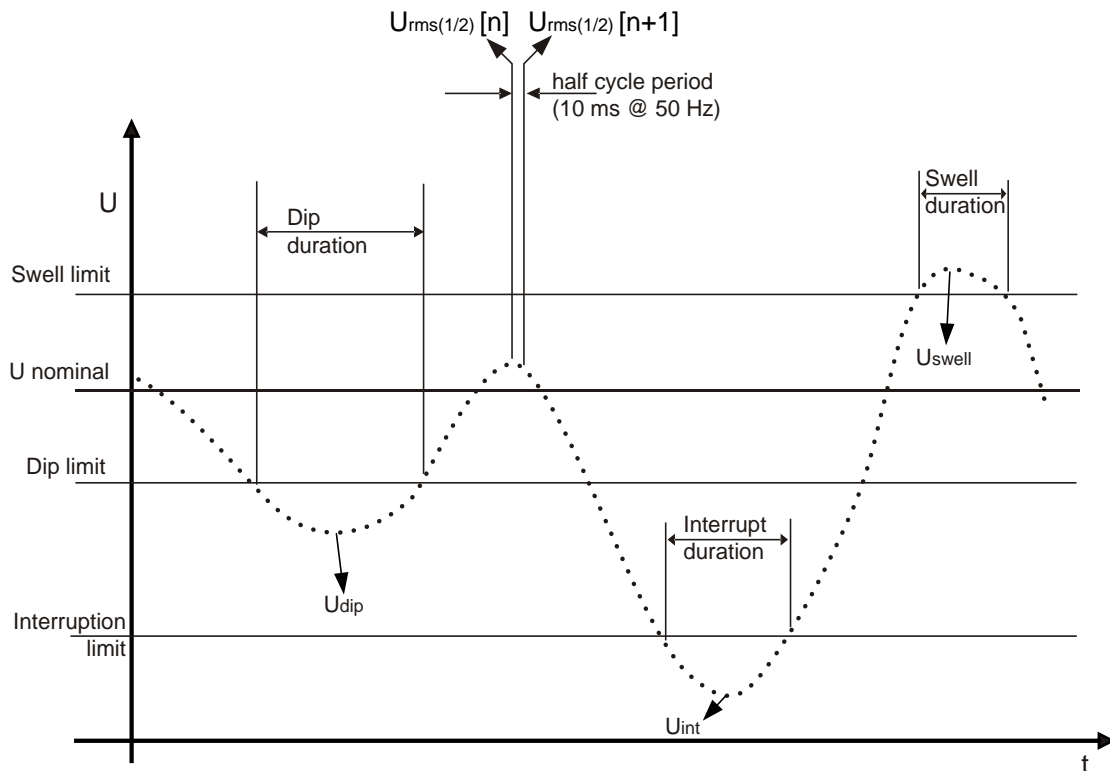 Urms(1/2) [n] Urms(1/2) [n+1]
half cycle period
(10 ms @ 50 Hz)
U
Dip
duration
Swell
duration
Swell limit
Uswell
U nominal
Dip limit
Interrupt
duration
Udip
Interruption
limit
Uint
t